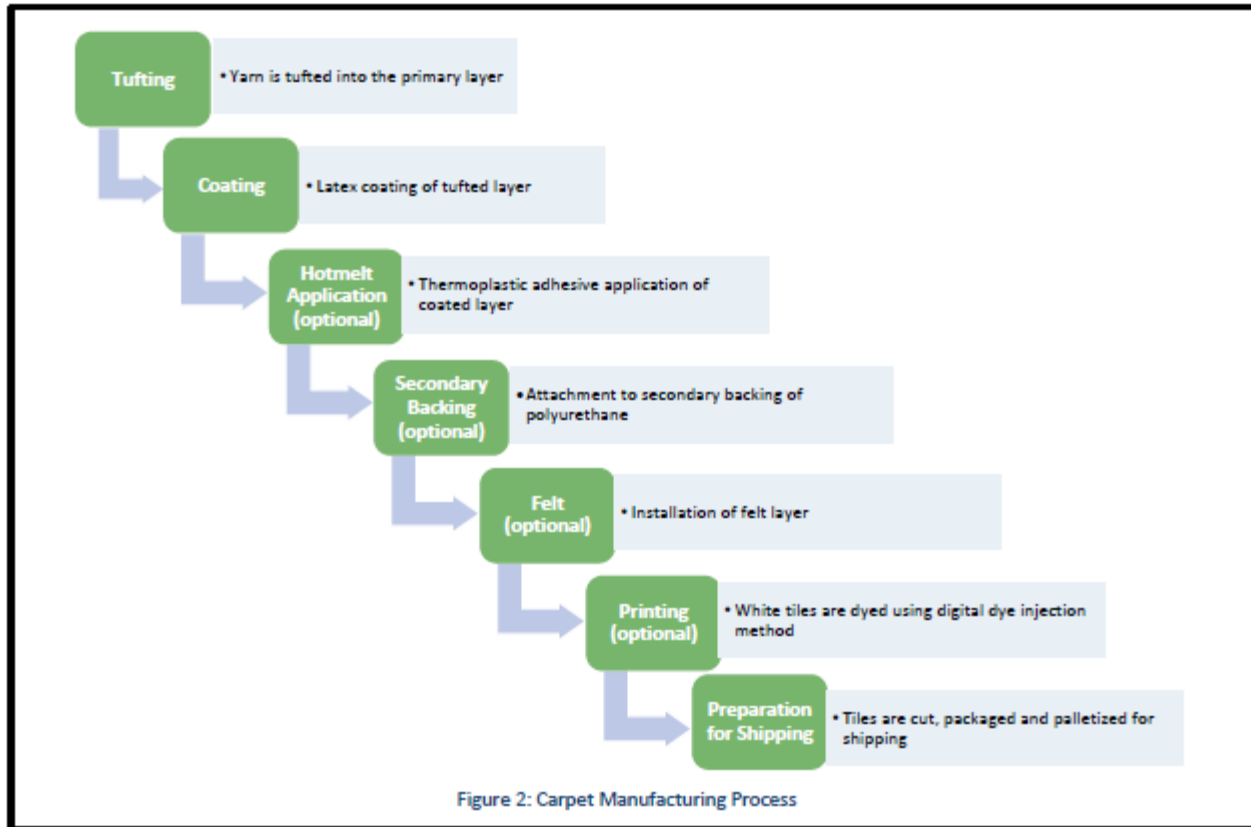 Tufting
• Yarn is tufted into the primary layer
Coating
• Latex coating of tufted layer
Hotmelt
Application
(optional)
• Thermoplastic adhesive application of
coated layer
Secondary
Backing
(optional)
• Attachment to secondary backing of
polyurethane
Felt
(optional)
• Installation of felt layer
Printing
(optional)
• White tiles are dyed using digital dye injection
method
Preparation
for Shipping
• Tiles are cut, packaged and palletized for
shipping
Figure 2: Carpet Manufacturing Process